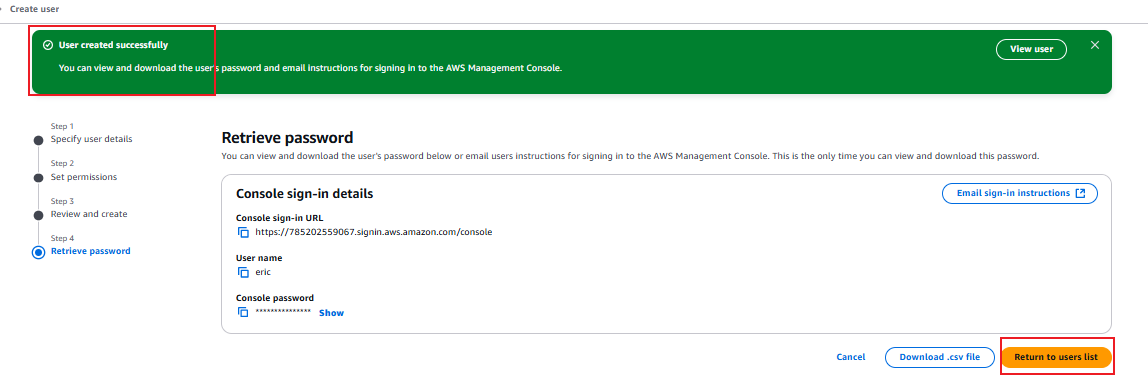 Create user
User created successfully
View user
You can view and download the user's password and email instructions for signing in to the AWS Management Console.
Step 1
Specify user details
Step 2
Set permissions
Step 3
Review and create
Step 4
Retrieve password
Retrieve password
You can view and download the user's password below or email users instructions for signing in to the AWS Management Console. This is the only time you can view and download this password.
Console sign-in details
Email sign-in instructions
Console sign-in URL
https://785202559067.signin.aws.amazon.com/console
User name
eric
Console password
*************** Show
Cancel
Download .csv file
Return to users list